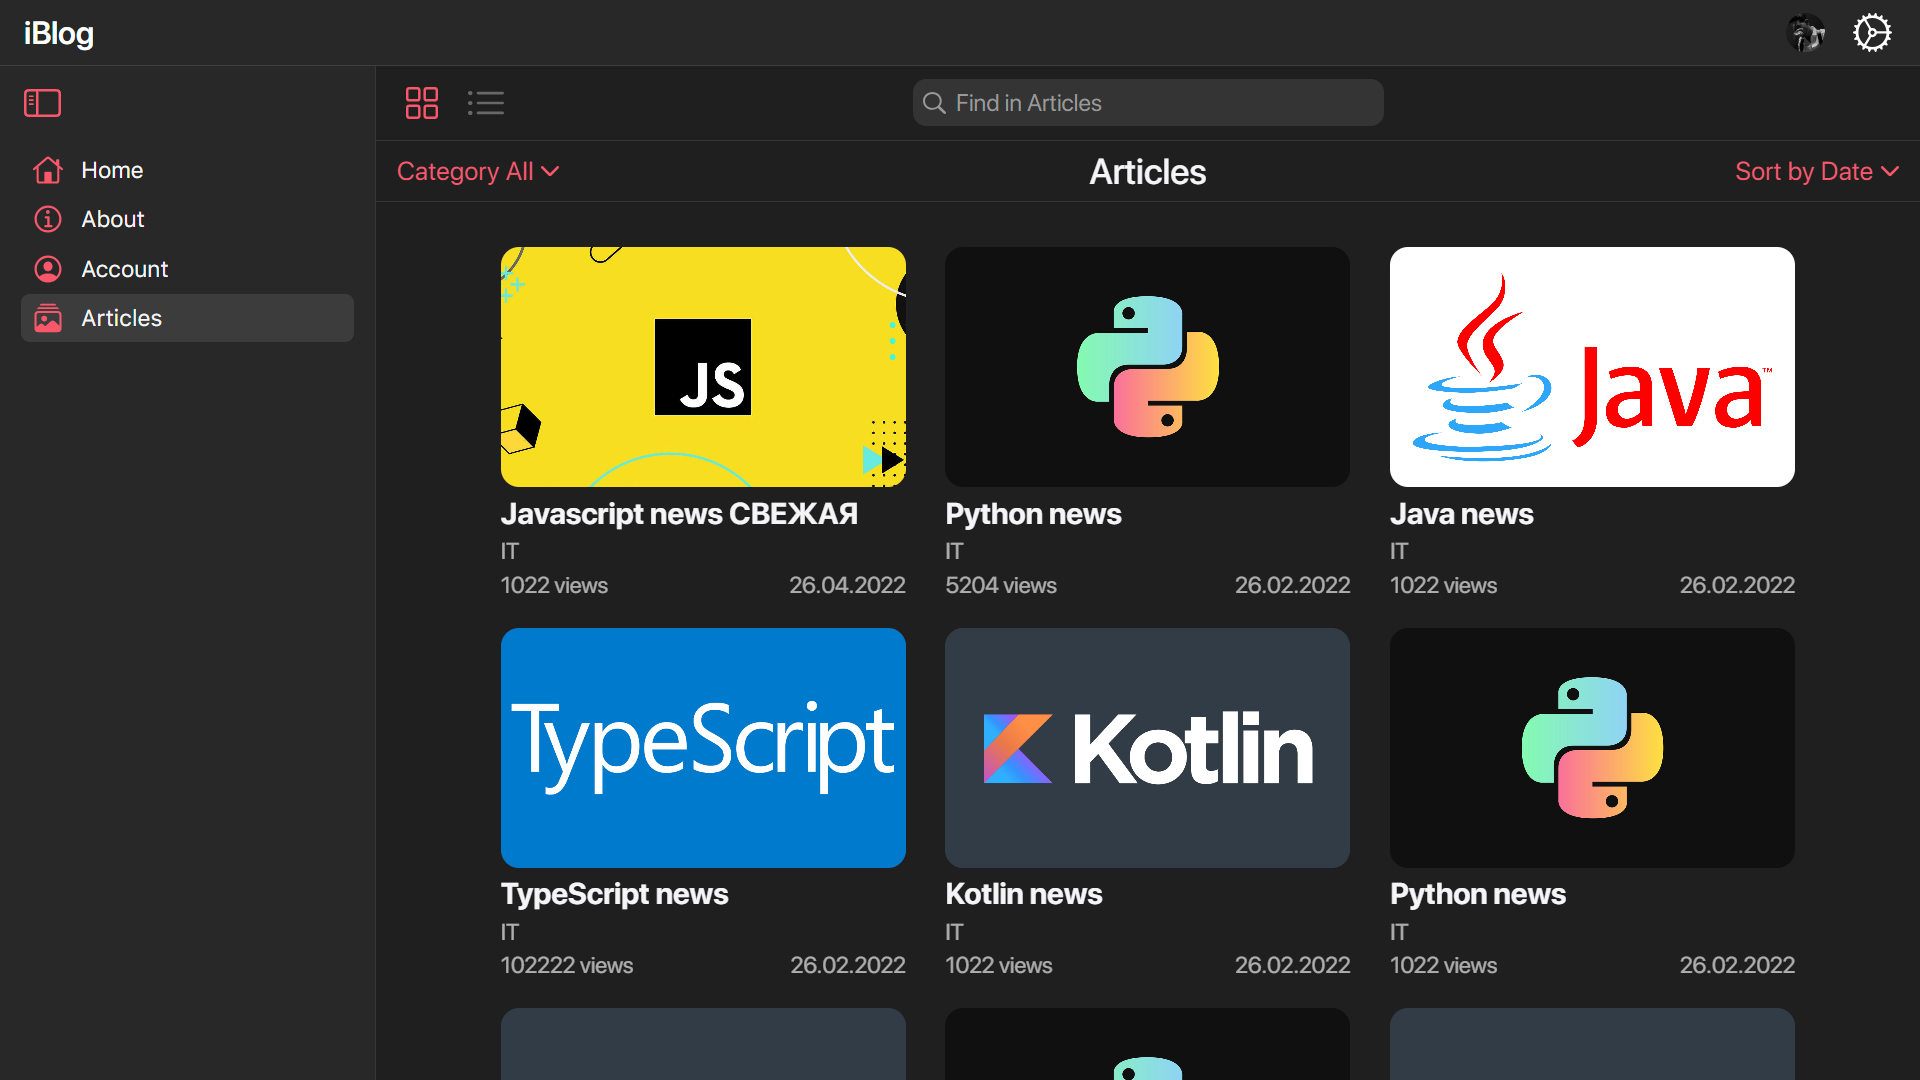 iBlog
Home
About
Account
Articles
Find in Articles
Category All
Articles
Sort by Date
JS
Java™
Javascript news СВЕЖАЯ
IT
1022 views
26.04.2022
Python news
IT
5204 views
26.02.2022
Java news
IT
1022 views
26.02.2022
TypeScript
Kotlin
TypeScript news
IT
102222 views
26.02.2022
Kotlin news
IT
1022 views
26.02.2022
Python news
IT
1022 views
26.02.2022